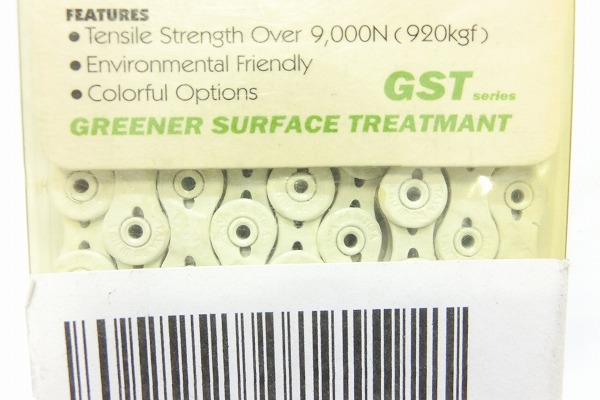 FEATURES
• Tensile Strength Over 9,000N (920kgf)
• Environmental Friendly
• Colorful Options
GST series
GREENER SURFACE TREATMANT